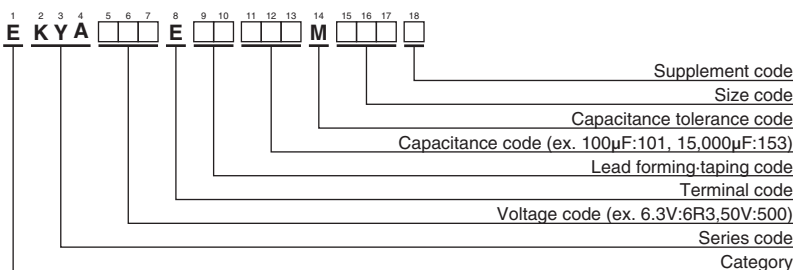 1 2 3 4 5 6 7 8 9 10 11 12 13 14 15 16 17 18
E KYA □□□ E □□ □□□ M □□□ □
Supplement code
Size code
Capacitance tolerance code
Capacitance code (ex. 100µF:101, 15,000µF:153)
Lead forming·taping code
Terminal code
Voltage code (ex. 6.3V:6R3,50V:500)
Series code
Category